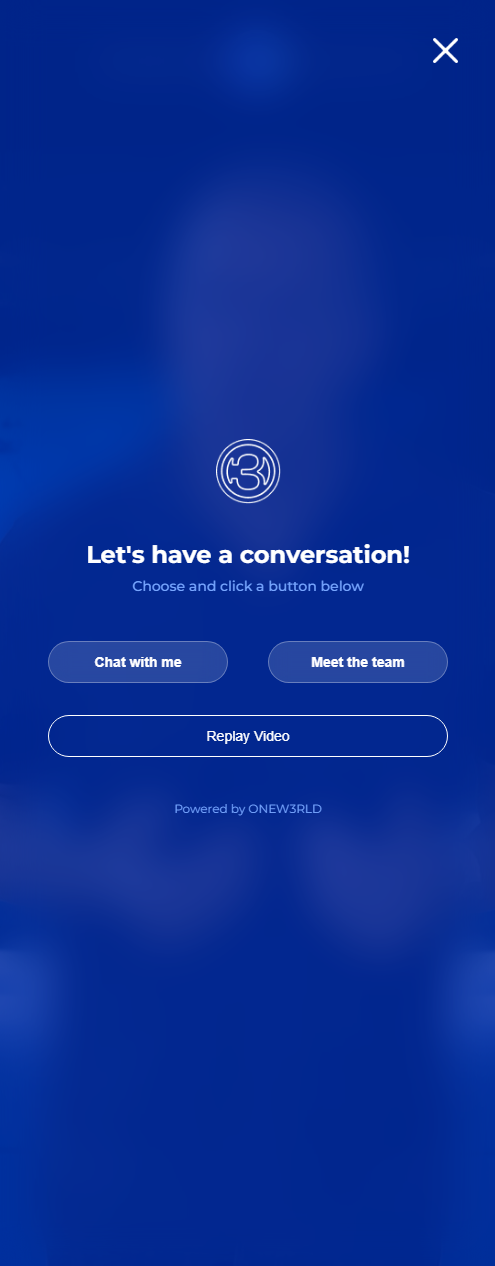 3
Let's have a conversation!
Choose and click a button below
Chat with me
Meet the team
Replay Video
Powered by ONEW3RLD